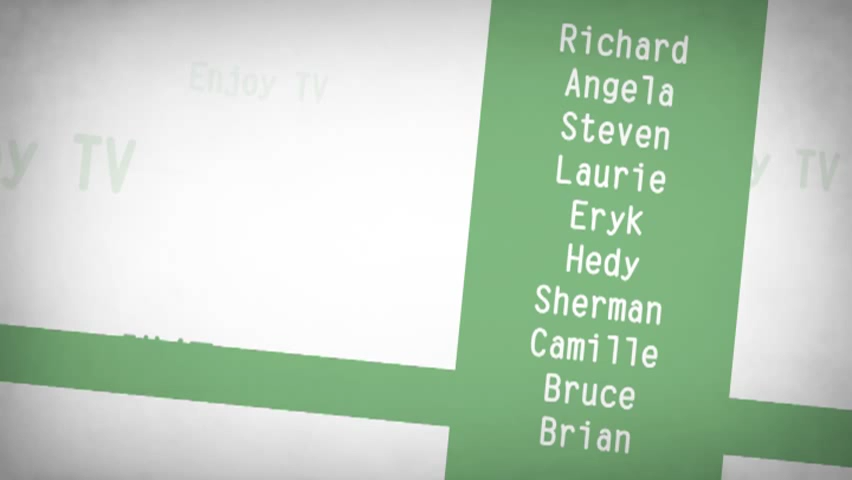 Enjoy TV
TV
TV
Richard
Angela
Steven
Laurie
Eryk
Hedy
Sherman
Camille
Bruce
Brian